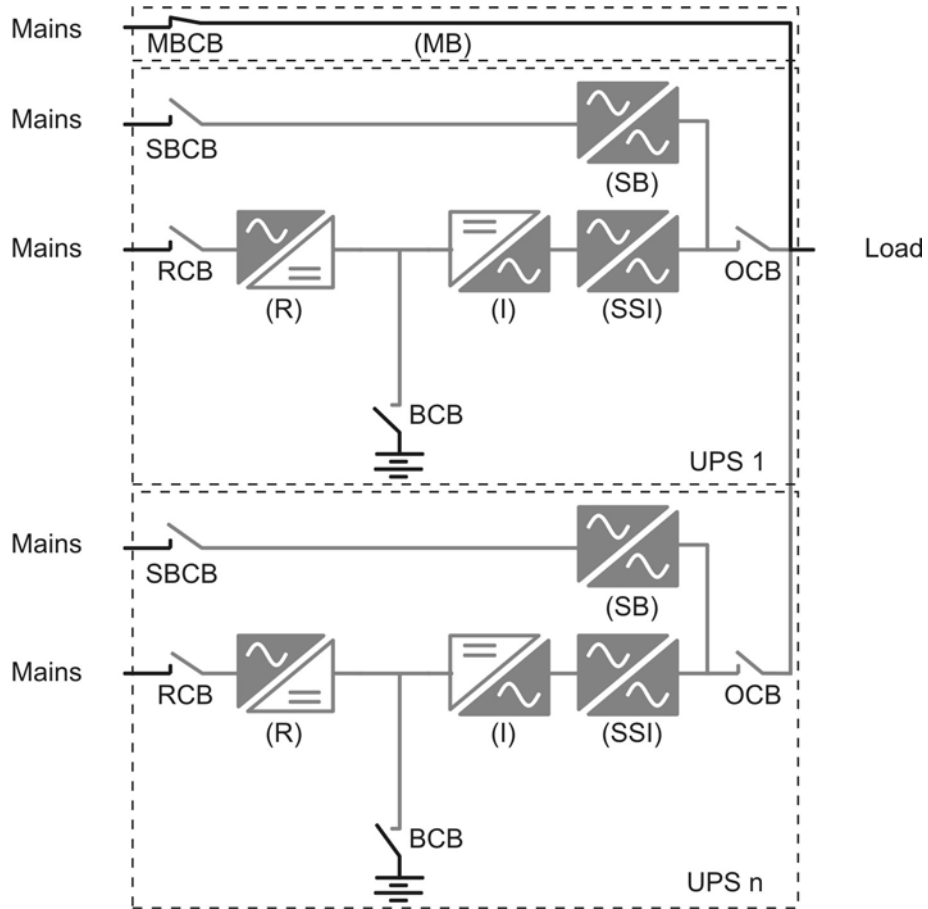 Mains
MBCB
(MB)
Mains
SBCB
(SB)
Mains
RCB
(R)
(I)
(SSI)
OCB
Load
BCB
UPS 1
Mains
SBCB
(SB)
Mains
RCB
(R)
(I)
(SSI)
OCB
BCB
UPS n